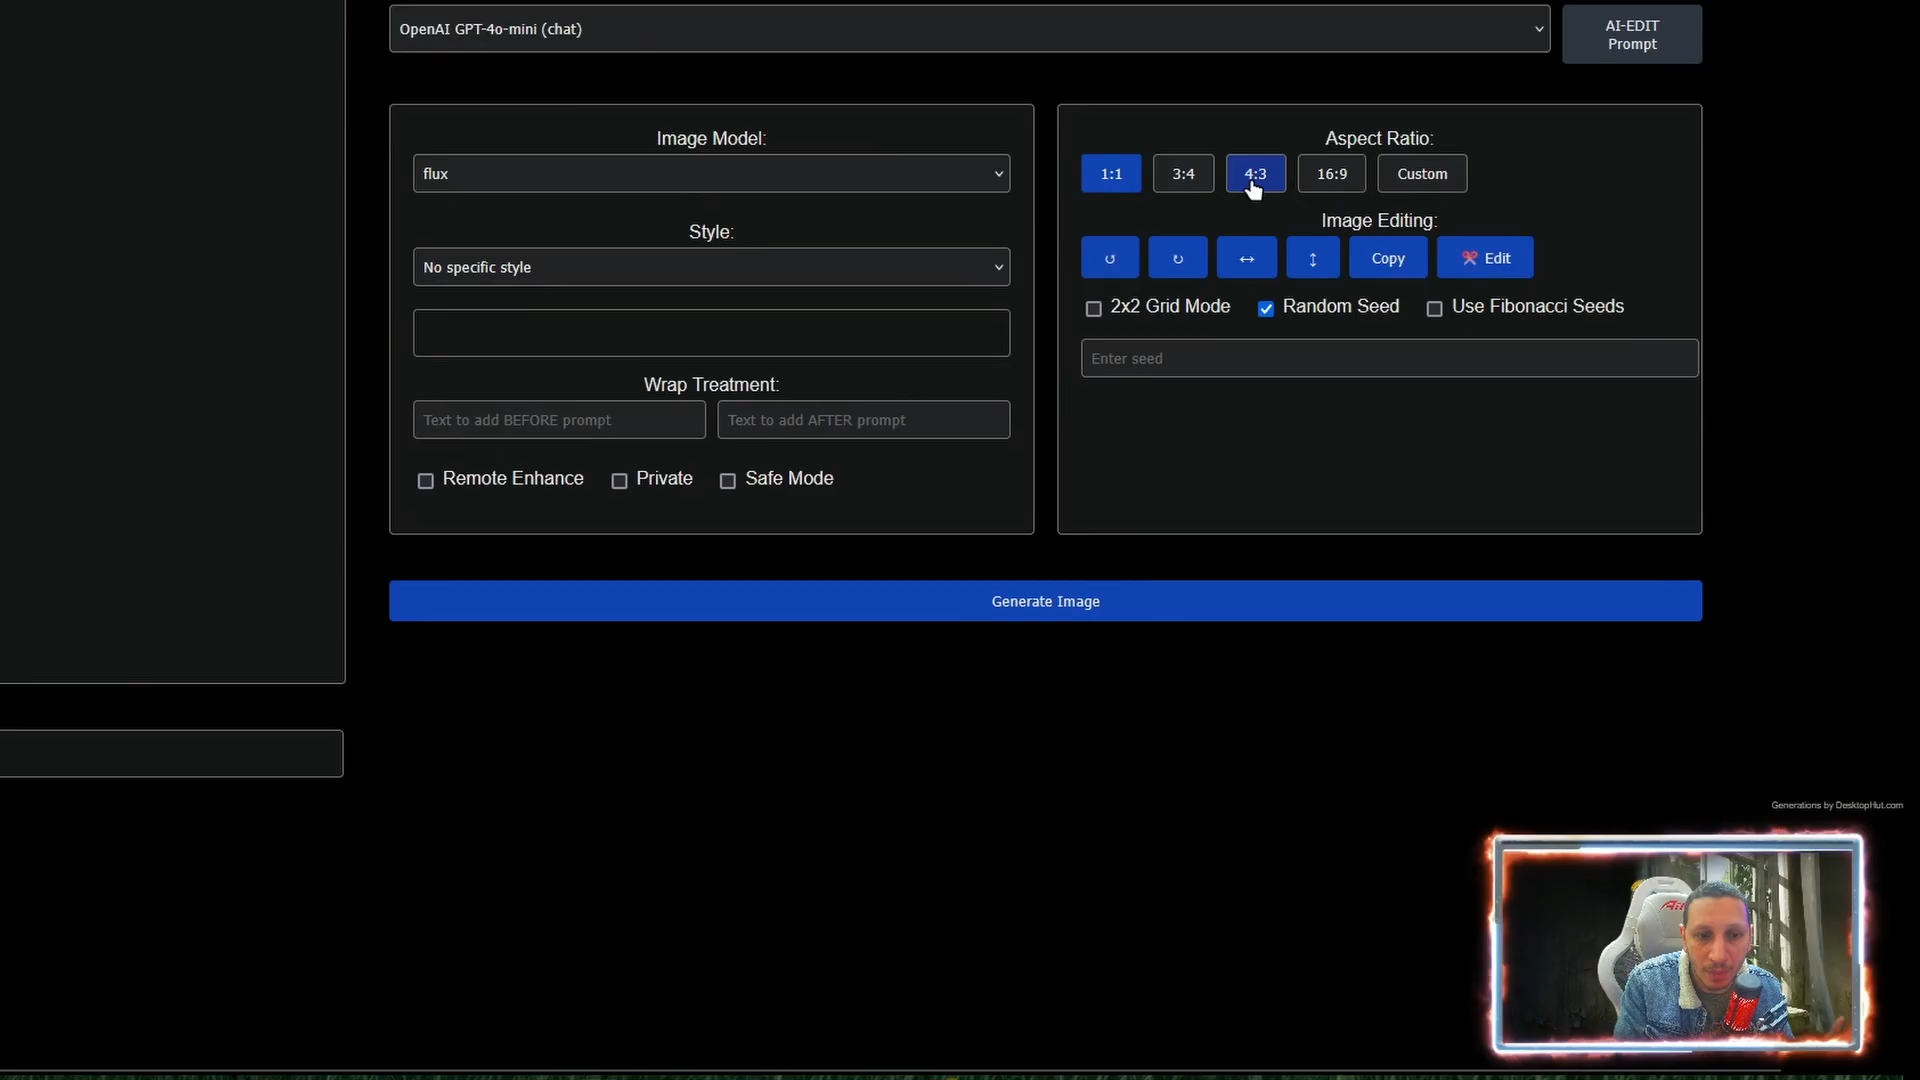 OpenAI GPT-4o-mini (chat)
AI-EDIT
Prompt
Image Model:
flux
Style:
No specific style
Wrap Treatment:
Text to add BEFORE prompt
Text to add AFTER prompt
Remote Enhance
Private
Safe Mode
Aspect Ratio:
1:1
3:4
4:3
16:9
Custom
Image Editing:
↺
↻
↔
↕
Copy
Edit
2x2 Grid Mode
Random Seed
Use Fibonacci Seeds
Enter seed
Generate Image
Generations by DesktopHut.com